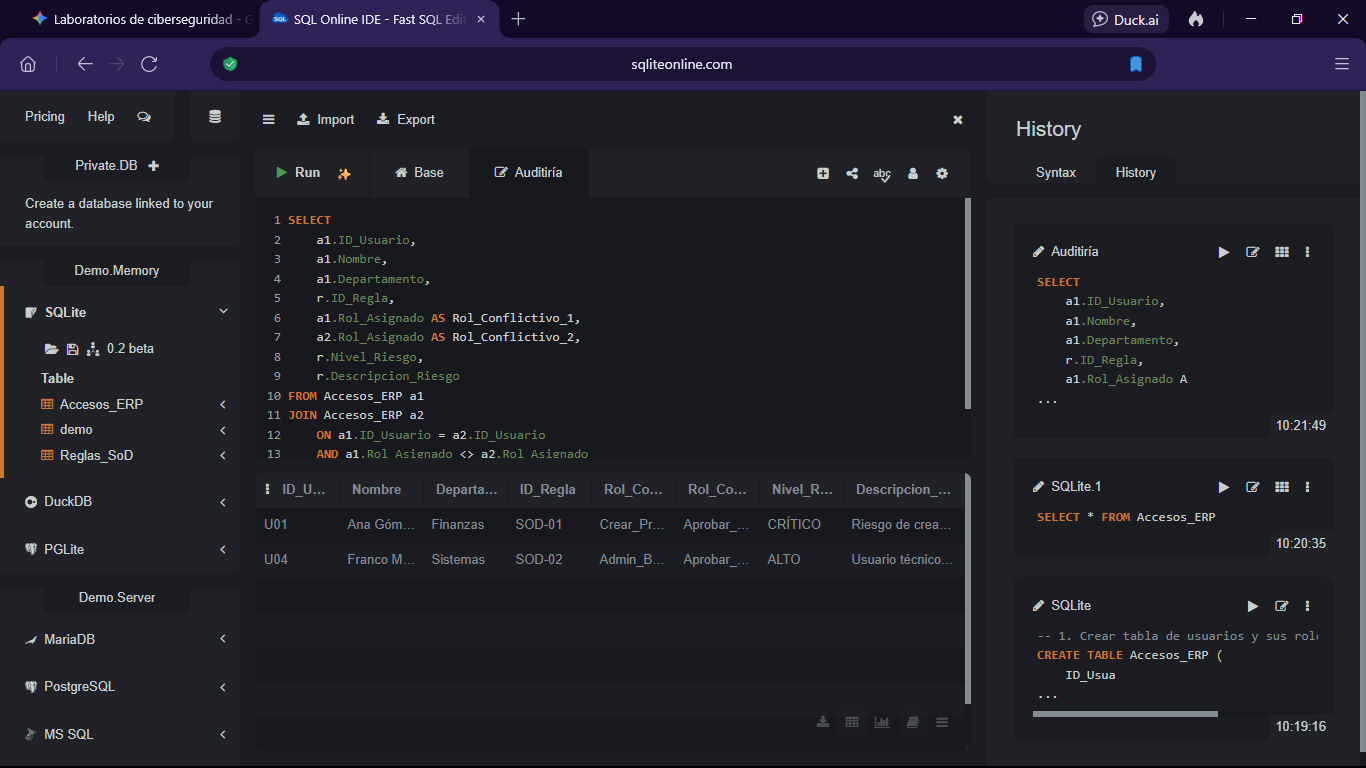 Laboratorios de ciberseguridad - G
SQL Online IDE - Fast SQL Edi
Duck.ai
sqliteonline.com
Pricing
Help
Private.DB
Create a database linked to your
account.
Demo.Memory
SQLite
0.2 beta
Table
Accesos_ERP
demo
Reglas_SoD
DuckDB
PGLite
Demo.Server
MariaDB
PostgreSQL
MS SQL
Import
Export
Run
Base
Auditiría
abc
1 SELECT
2 a1.ID_Usuario,
3 a1.Nombre,
4 a1.Departamento,
5 r.ID_Regla,
6 a1.Rol_Asignado AS Rol_Conflictivo_1,
7 a2.Rol_Asignado AS Rol_Conflictivo_2,
8 r.Nivel_Riesgo,
9 r.Descripcion_Riesgo
10 FROM Accesos_ERP a1
11 JOIN Accesos_ERP a2
12 ON a1.ID_Usuario = a2.ID_Usuario
13 AND a1.Rol_Asignado <> a2.Rol_Asignado
ID_U... Nombre Departa... ID_Regla Rol_Co... Rol_Co... Nivel_R... Descripcion_...
U01 Ana Góm... Finanzas SOD-01 Crear_Pr... Aprobar_... CRÍTICO Riesgo de crea...
U04 Franco M... Sistemas SOD-02 Admin_B... Aprobar_... ALTO Usuario técnico...
History
Syntax
History
Auditiría
SELECT
a1.ID_Usuario,
a1.Nombre,
a1.Departamento,
r.ID_Regla,
a1.Rol_Asignado A
...
10:21:49
SQLite.1
SELECT * FROM Accesos_ERP
10:20:35
SQLite
-- 1. Crear tabla de usuarios y sus role
CREATE TABLE Accesos_ERP (
ID_Usua
...
10:19:16